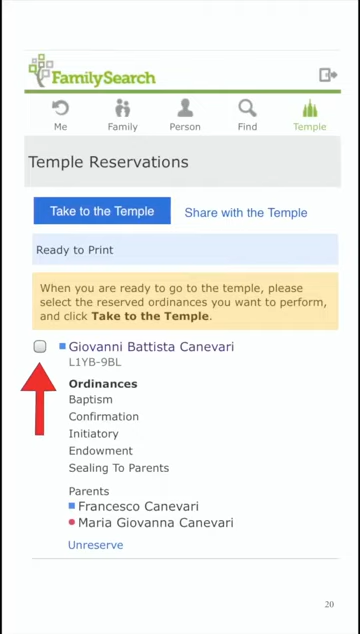 FamilySearch
Me Family Person Find Temple
Temple Reservations
Take to the Temple Share with the Temple
Ready to Print
When you are ready to go to the temple, please
select the reserved ordinances you want to perform,
and click Take to the Temple.
Giovanni Battista Canevari
L1YB-9BL
Ordinances
Baptism
Confirmation
Initiatory
Endowment
Sealing To Parents
Parents
Francesco Canevari
Maria Giovanna Canevari
Unreserve
20